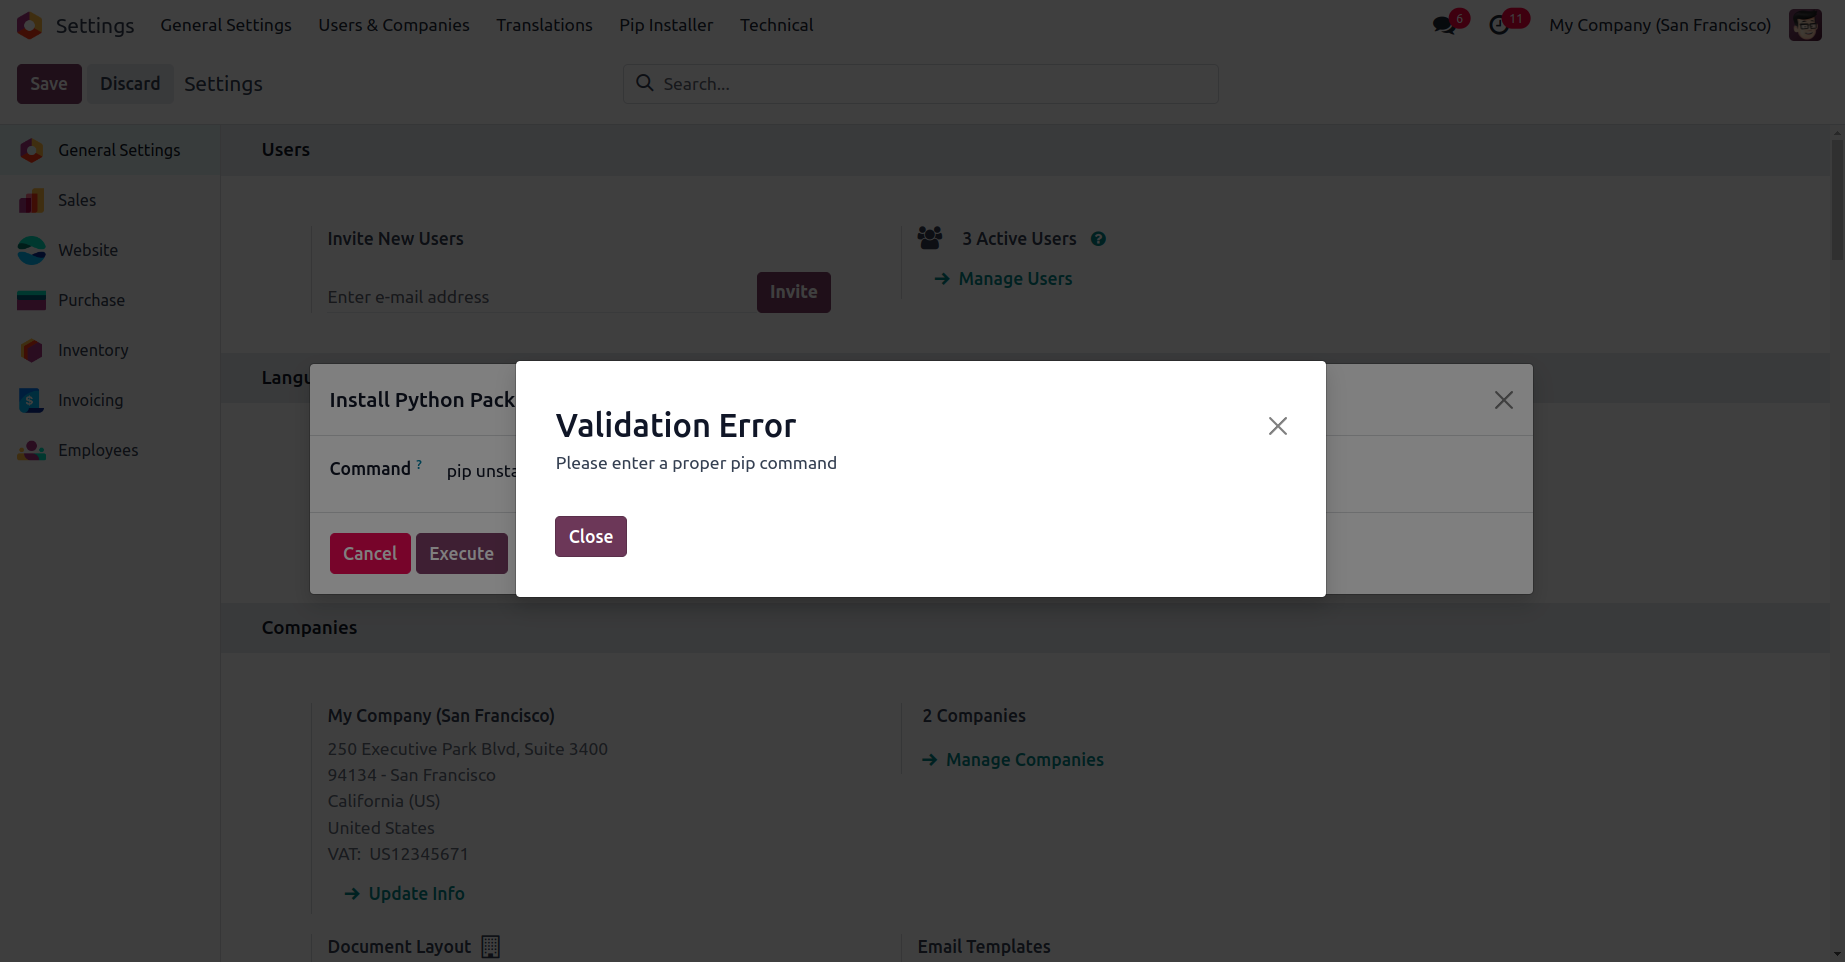 Settings General Settings Users & Companies Translations Pip Installer Technical 6 11 My Company (San Francisco)
Save Discard Settings Search...
General Settings
Sales
Website
Purchase
Inventory
Invoicing
Employees
Users
Invite New Users
Enter e-mail address Invite
3 Active Users ?
→ Manage Users
Langu
Install Python Pack
Command ? pip unsta
Cancel Execute
Validation Error
Please enter a proper pip command
Close
Companies
My Company (San Francisco)
250 Executive Park Blvd, Suite 3400
94134 - San Francisco
California (US)
United States
VAT: US12345671
→ Update Info
2 Companies
→ Manage Companies
Document Layout
Email Templates